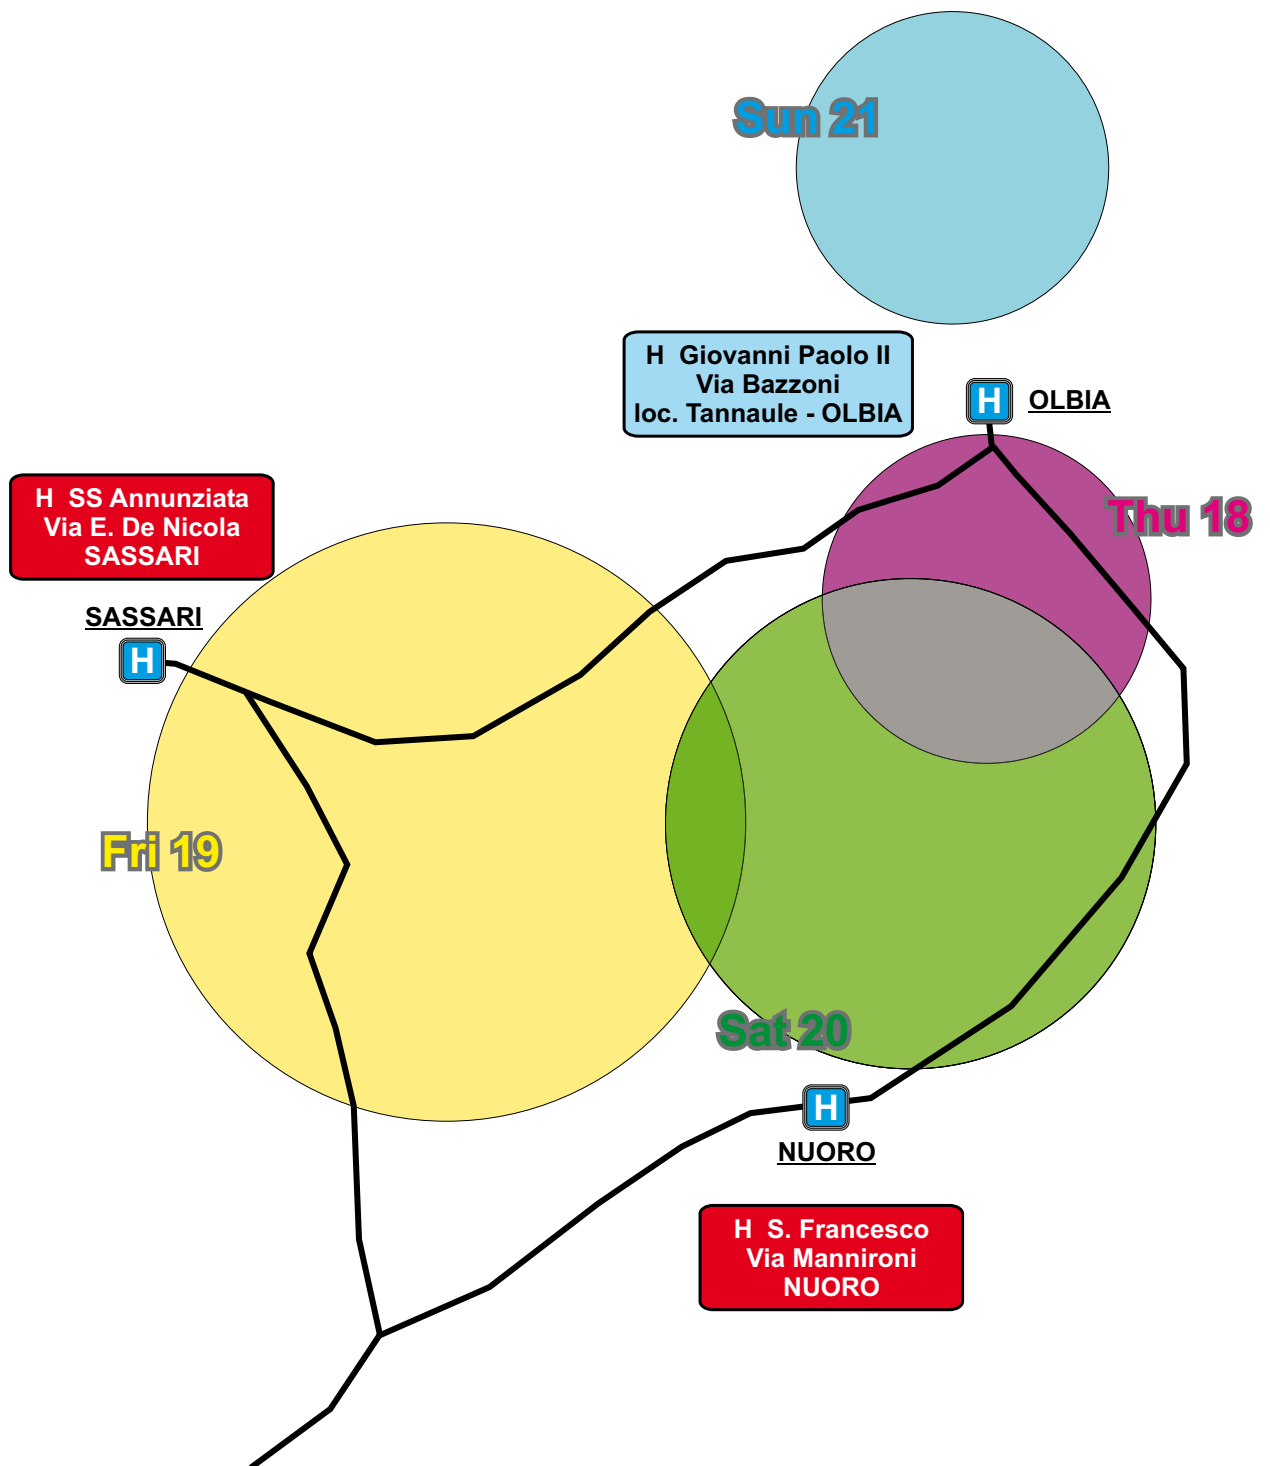 Sun 21
H Giovanni Paolo II
Via Bazzoni
loc. Tannaule - OLBIA
H
OLBIA
H SS Annunziata
Via E. De Nicola
SASSARI
Thu 18
SASSARI
H
Fri 19
Sat 20
H
NUORO
H S. Francesco
Via Mannironi
NUORO